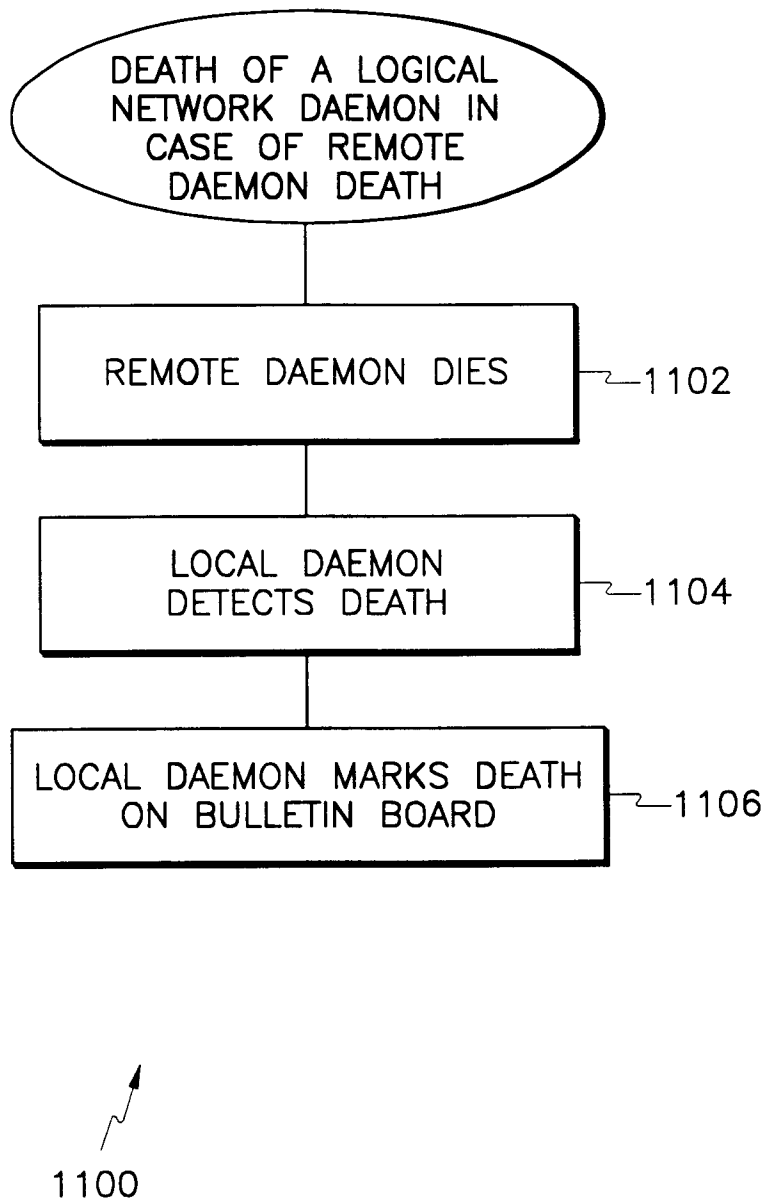 DEATH OF A LOGICAL
NETWORK DAEMON IN
CASE OF REMOTE
DAEMON DEATH
REMOTE DAEMON DIES
1102
LOCAL DAEMON
DETECTS DEATH
1104
LOCAL DAEMON MARKS DEATH
ON BULLETIN BOARD
1106
1100